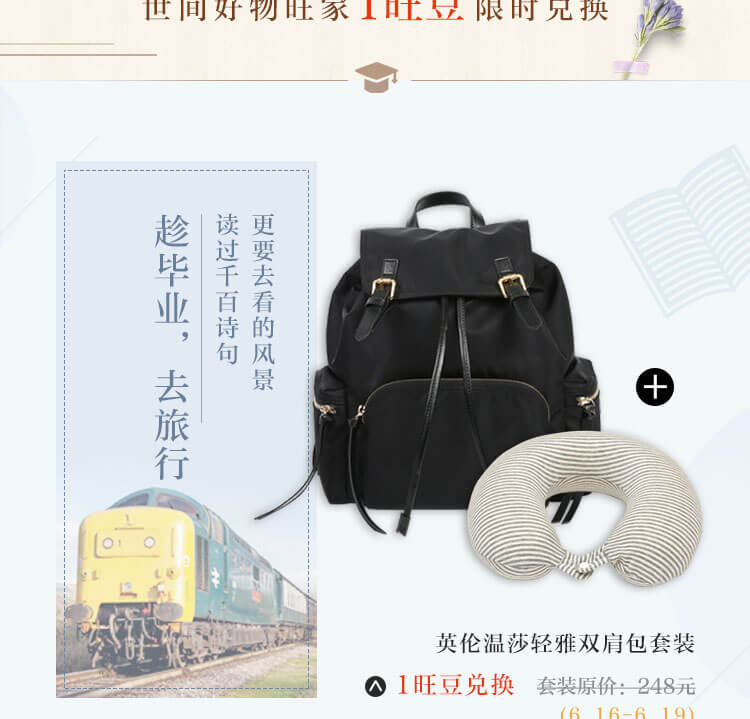 世间好物旺家1旺豆限时兑换
趁毕业，去旅行
读过千百诗句
更要去看的风景
英伦温莎轻雅双肩包套装
1旺豆兑换 套装原价：248元
(6.16-6.19)